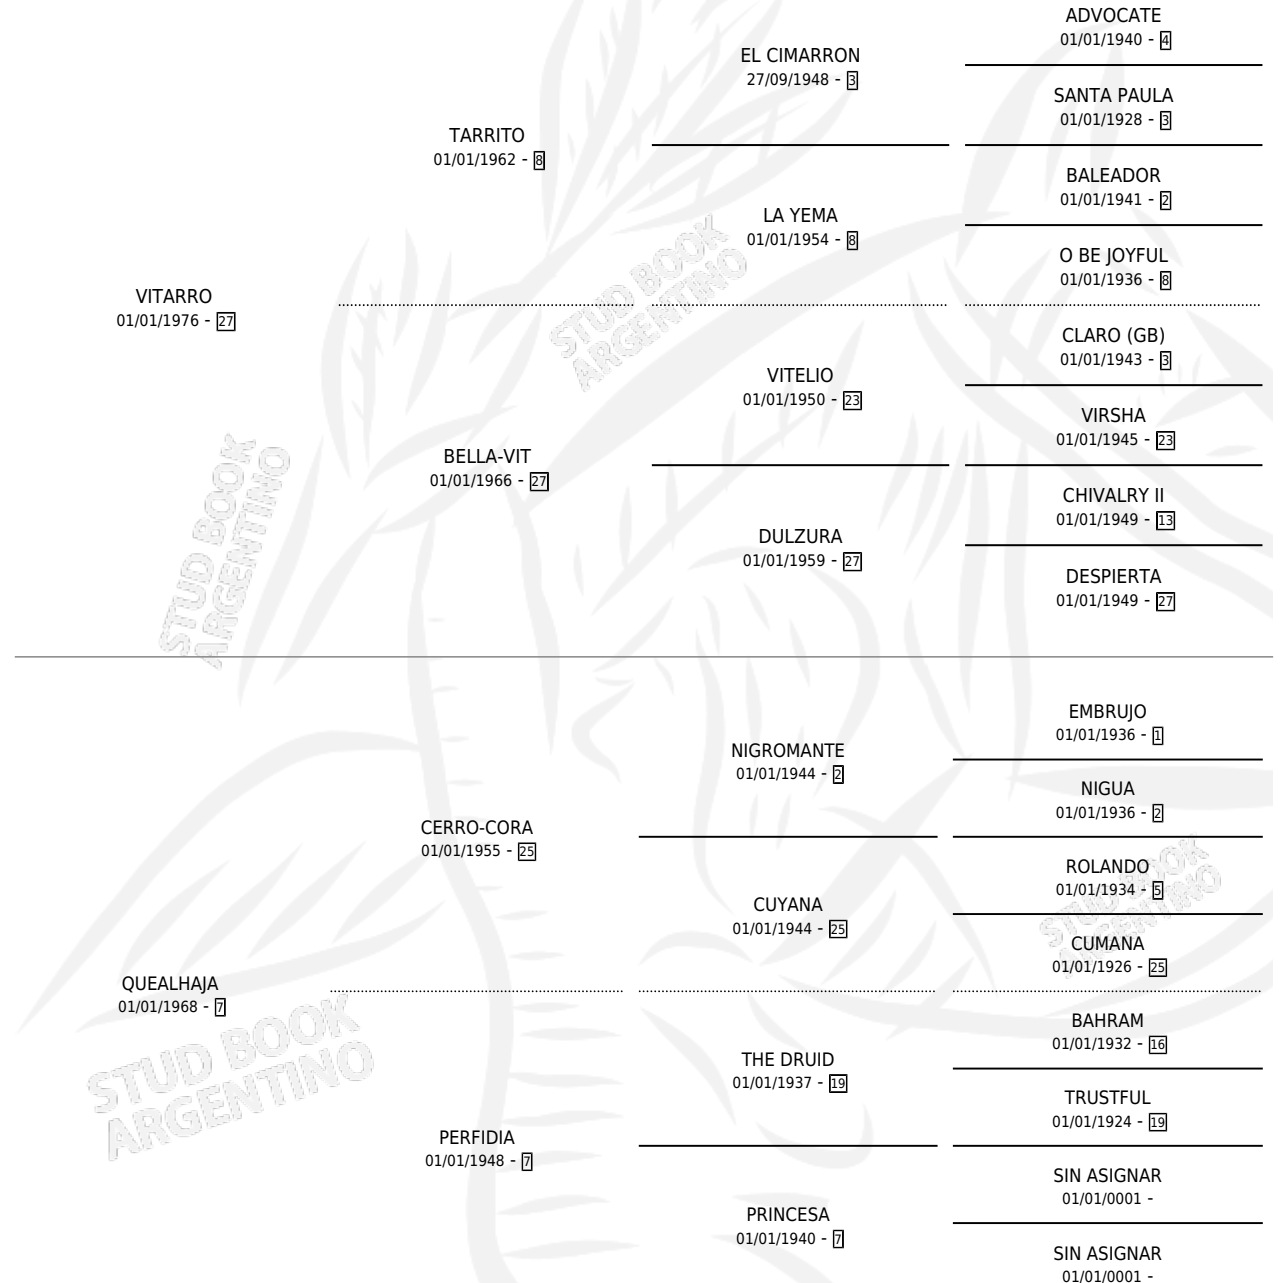 ADVOCATE
01/01/1940 - 4
EL CIMARRON
27/09/1948 - 3
SANTA PAULA
01/01/1928 - 3
TARRITO
01/01/1962 - 8
BALEADOR
01/01/1941 - 2
LA YEMA
01/01/1954 - 8
O BE JOYFUL
01/01/1936 - 8
VITARRO
01/01/1976 - 27
CLARO (GB)
01/01/1943 - 3
VITELIO
01/01/1950 - 23
VIRSHA
01/01/1945 - 23
BELLA-VIT
01/01/1966 - 27
CHIVALRY II
01/01/1949 - 13
DULZURA
01/01/1959 - 27
DESPIERTA
01/01/1949 - 27
EMBRUJO
01/01/1936 - 1
NIGROMANTE
01/01/1944 - 2
NIGUA
01/01/1936 - 2
CERRO-CORA
01/01/1955 - 25
ROLANDO
01/01/1934 - 5
CUYANA
01/01/1944 - 25
CUMANA
01/01/1926 - 25
QUEALHAJA
01/01/1968 - 7
BAHRAM
01/01/1932 - 16
THE DRUID
01/01/1937 - 19
TRUSTFUL
01/01/1924 - 19
PERFIDIA
01/01/1948 - 7
SIN ASIGNAR
01/01/0001 -
PRINCESA
01/01/1940 - 7
SIN ASIGNAR
01/01/0001 -
STUD BOOK
ARGENTINO
STUD BOOK
ARGENTINO
STUD BOOK
ARGENTINO
STUD BOOK
ARGENTINO